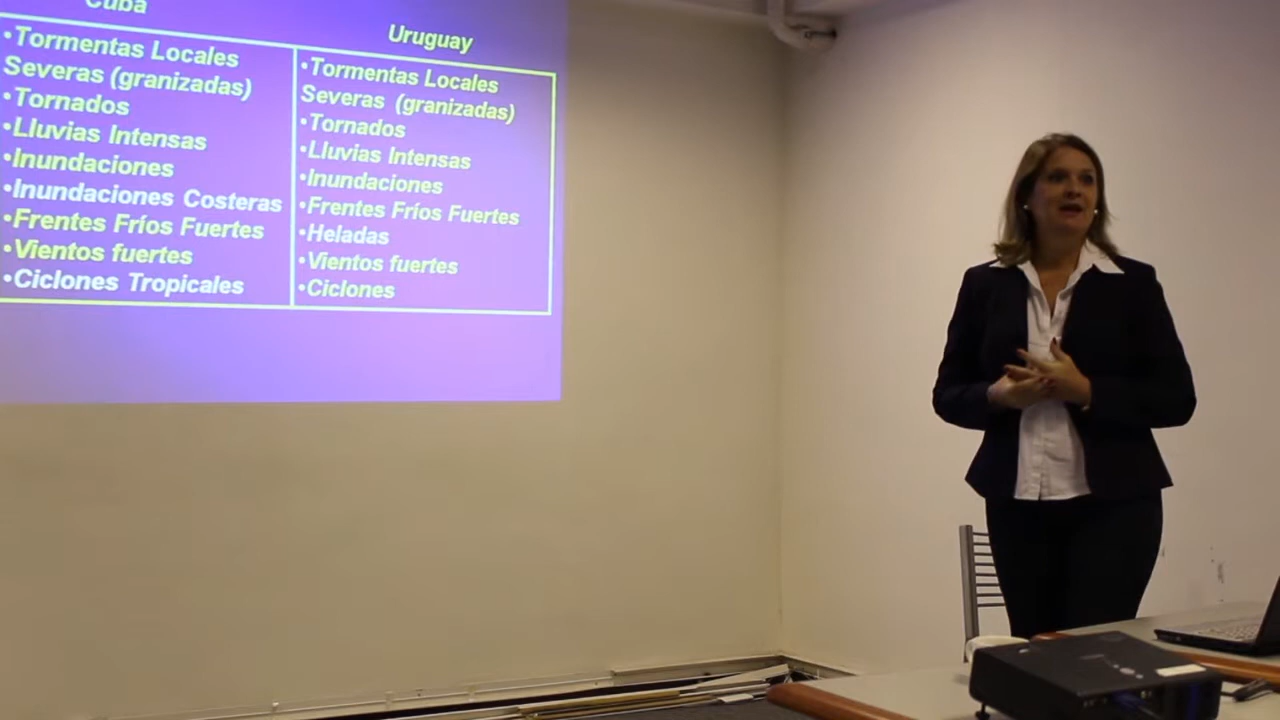 Cuba
•Tormentas Locales
Severas (granizadas)
•Tornados
•Lluvias Intensas
•Inundaciones
•Inundaciones Costeras
•Frentes Fríos Fuertes
•Vientos fuertes
•Ciclones Tropicales
Uruguay
•Tormentas Locales
Severas (granizadas)
•Tornados
•Lluvias Intensas
•Inundaciones
•Frentes Fríos Fuertes
•Heladas
•Vientos fuertes
•Ciclones